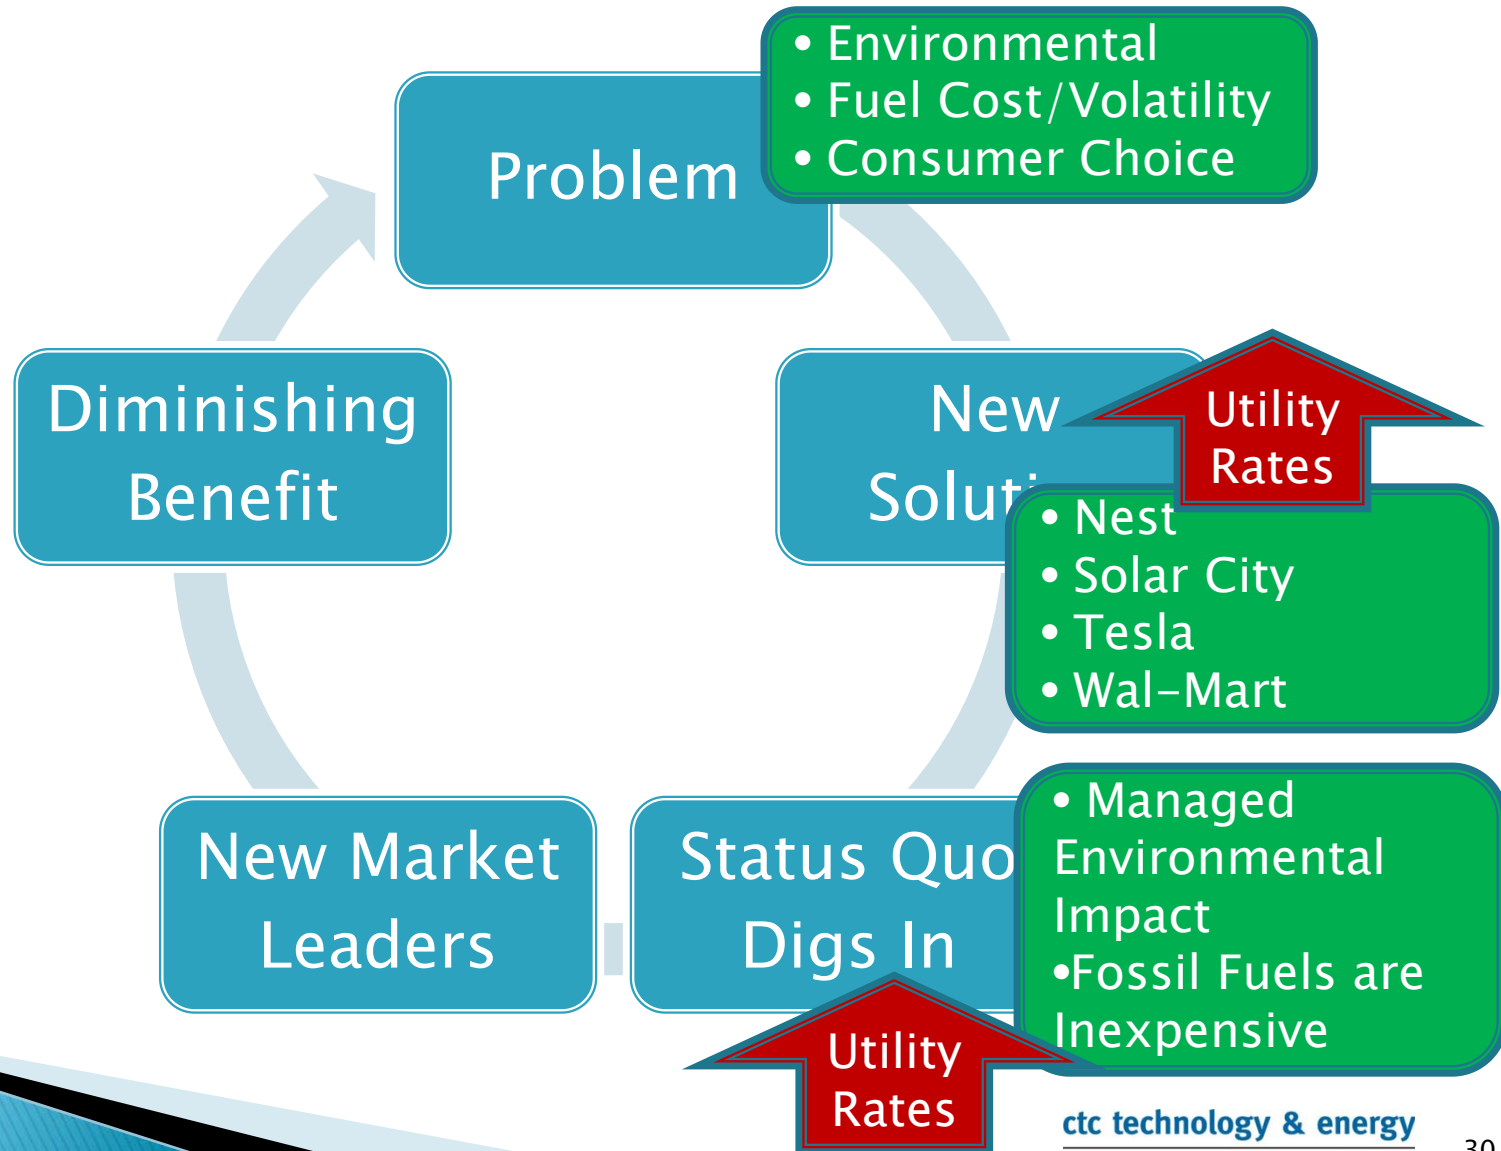 • Environmental
• Fuel Cost/Volatility
• Consumer Choice
Problem
Diminishing
Benefit
New
Soluti
Utility
Rates
• Nest
• Solar City
• Tesla
• Wal-Mart
New Market
Leaders
Status Quo
Digs In
• Managed
Environmental
Impact
•Fossil Fuels are
Inexpensive
Utility
Rates
ctc technology & energy
30